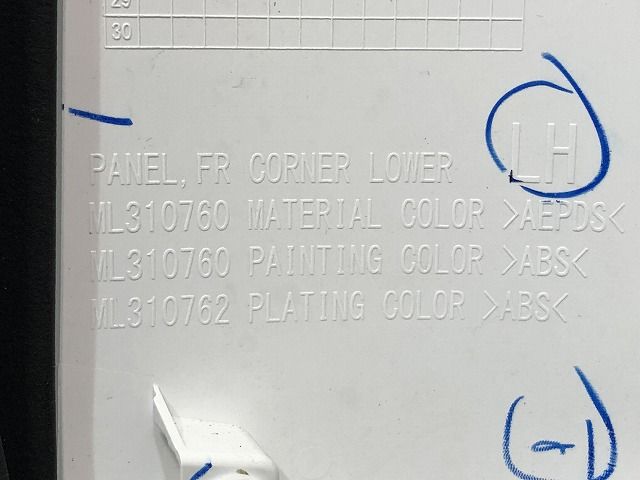 29
30
LH
PANEL, FR CORNER LOWER
ML310760 MATERIAL COLOR >AEPDS<
ML310760 PAINTING COLOR >ABS<
ML310762 PLATING COLOR >ABS<